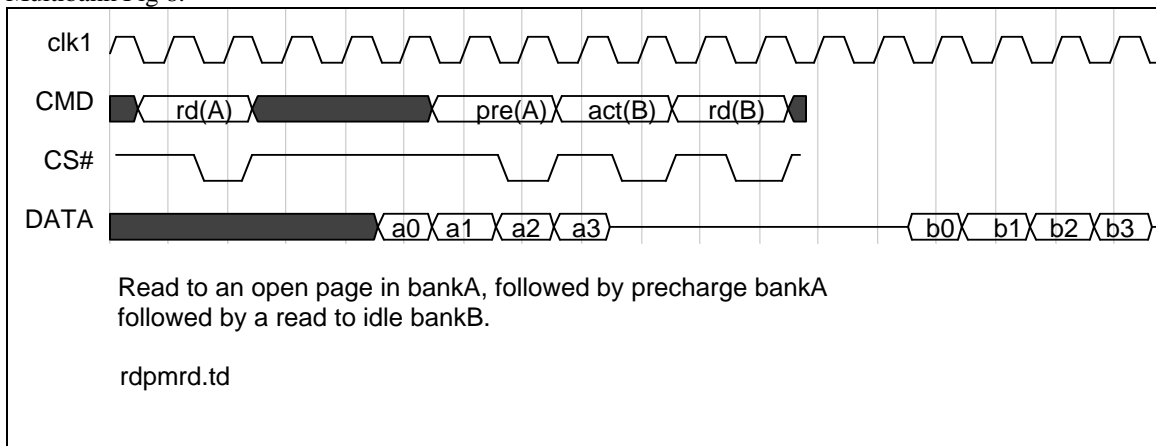 clk1
CMD rd(A) pre(A) act(B) rd(B)
CS#
DATA a0 a1 a2 a3 b0 b1 b2 b3
Read to an open page in bankA, followed by precharge bankA
followed by a read to idle bankB.
rdpmrd.td